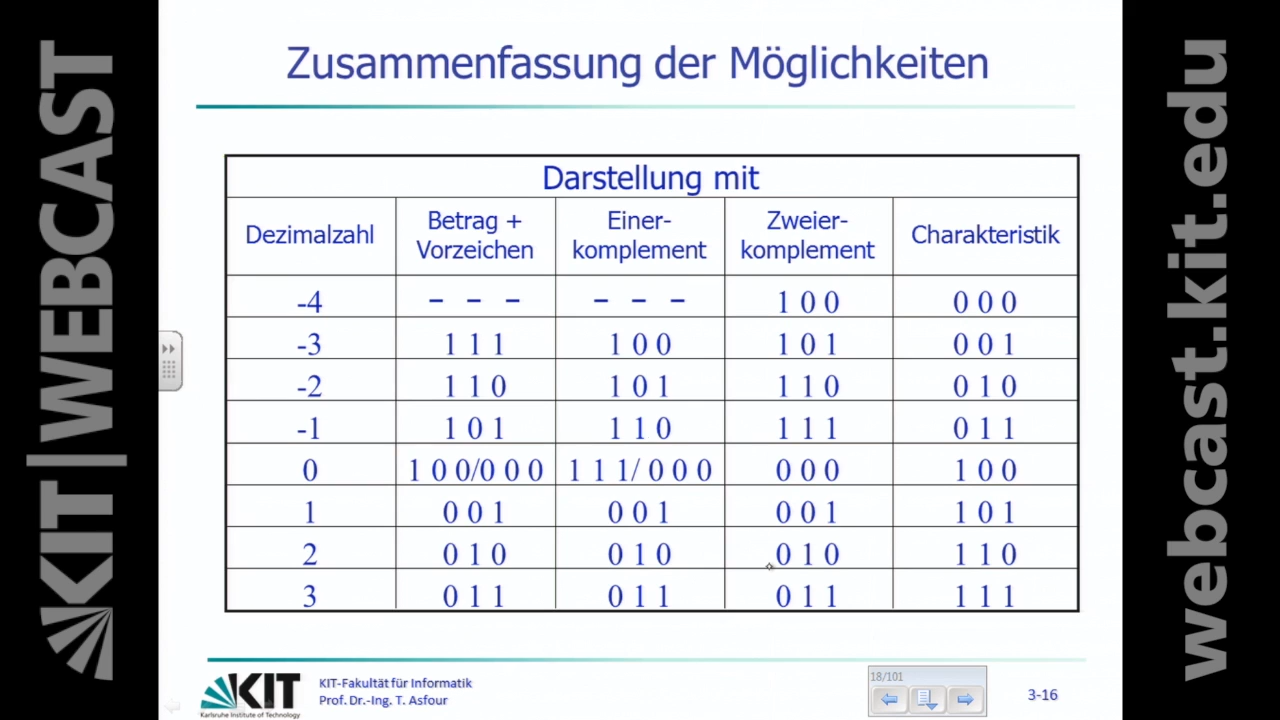 KIT | WEBCAST
Zusammenfassung der Möglichkeiten
Darstellung mit
Dezimalzahl
Betrag +
Vorzeichen
Einer-
komplement
Zweier-
komplement
Charakteristik
-4 – – – – – – 1 0 0 0 0 0
-3 1 1 1 1 0 0 1 0 1 0 0 1
-2 1 1 0 1 0 1 1 1 0 0 1 0
-1 1 0 1 1 1 0 1 1 1 0 1 1
0 1 0 0/0 0 0 1 1 1/ 0 0 0 0 0 0 1 0 0
1 0 0 1 0 0 1 0 0 1 1 0 1
2 0 1 0 0 1 0 0 1 0 1 1 0
3 0 1 1 0 1 1 0 1 1 1 1 1
KIT
Karlsruhe Institute of Technology
KIT-Fakultät für Informatik
Prof. Dr.-Ing. T. Asfour
18/101
3-16
webcast.kit.edu